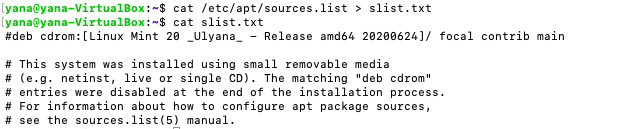 [yana@yana-VirtualBox:~$ cat /etc/apt/sources.list > slist.txt
[yana@yana-VirtualBox:~$ cat slist.txt
#deb cdrom:[Linux Mint 20 _Ulyana_ - Release amd64 20200624]/ focal contrib main
# This system was installed using small removable media
# (e.g. netinst, live or single CD). The matching "deb cdrom"
# entries were disabled at the end of the installation process.
# For information about how to configure apt package sources,
# see the sources.list(5) manual.